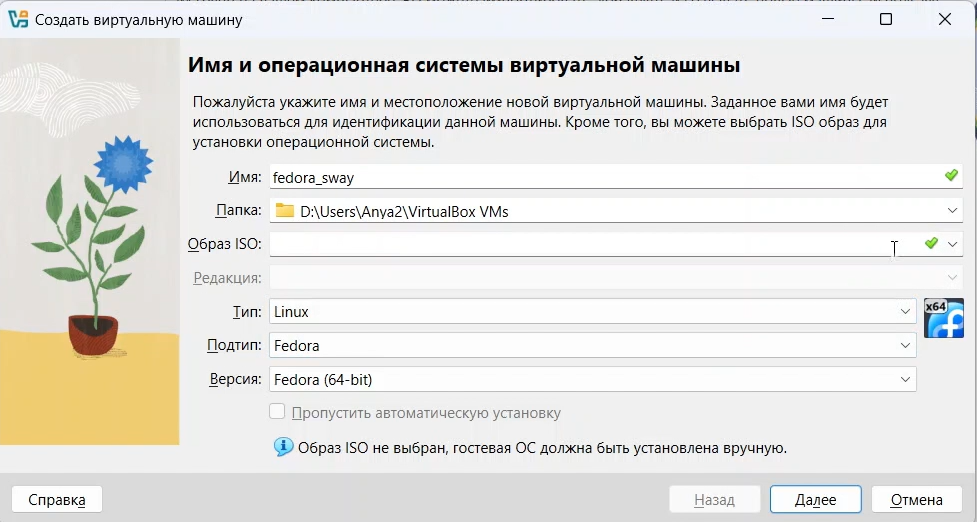 Создать виртуальную машину
Имя и операционная системы виртуальной машины
Пожалуйста укажите имя и местоположение новой виртуальной машины. Заданное вами имя будет
использоваться для идентификации данной машины. Кроме того, вы можете выбрать ISO образ для
установки операционной системы.
Имя: fedora_sway
Папка: D:\Users\Anya2\VirtualBox VMs
Образ ISO:
Редакция:
Тип: Linux
x64
Подтип: Fedora
Версия: Fedora (64-bit)
Пропустить автоматическую установку
Образ ISO не выбран, гостевая ОС должна быть установлена вручную.
Справка Назад Далее Отмена